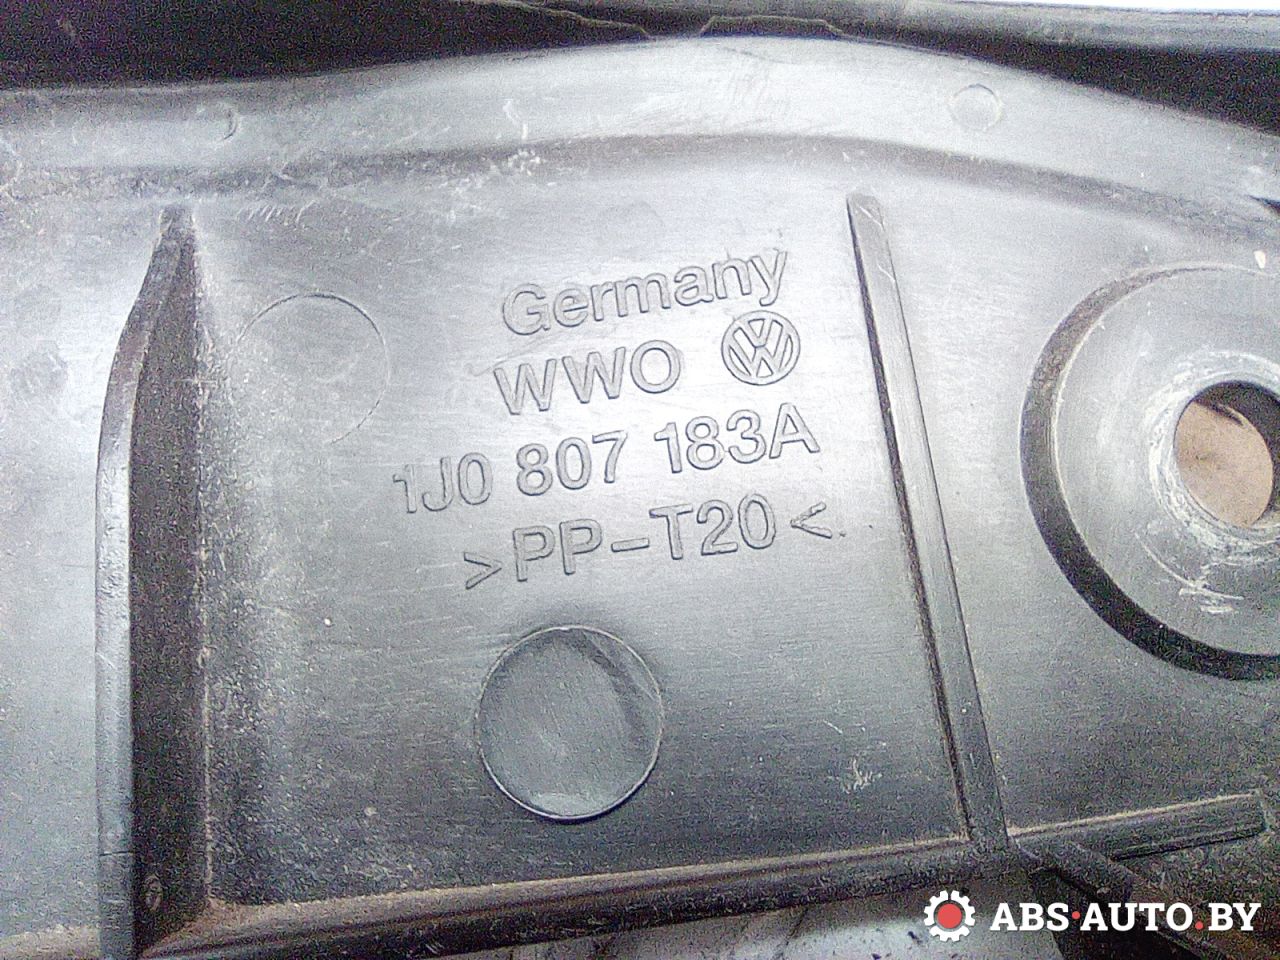 Germany
WWO
1J0 807 183A
>PP-T20<
ABS·AUTO.BY